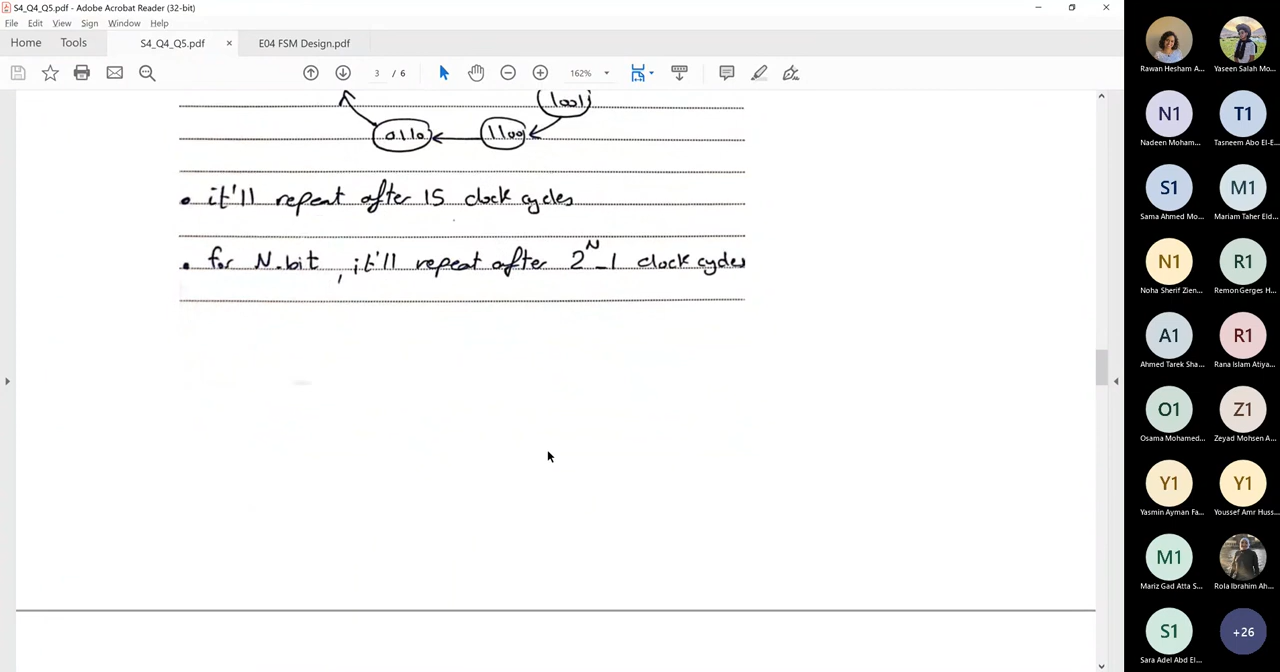 S4_Q4_Q5.pdf - Adobe Acrobat Reader (32-bit)
File Edit View Sign Window Help
Home Tools S4_Q4_Q5.pdf × E04 FSM Design.pdf
3 / 6 162%
1001
0110 1100
• it'll repeat after 15 clock cycles
• for N-bit, it'll repeat after 2^N-1 clock cycles
Rawan Hesham A...
Yaseen Salah Mo...
N1
T1
Nadeen Moham...
Tasneem Abo El-E...
S1
M1
Sama Ahmed Mo...
Mariam Taher Eld...
N1
R1
Noha Sherif Zien...
Remon Gerges H...
A1
R1
Ahmed Tarek Sha...
Rana Islam Atiya...
O1
Z1
Osama Mohamed...
Zeyad Mohsen A...
Y1
Y1
Yasmin Ayman Fa...
Youssef Amr Huss...
M1
Mariz Gad Atta S...
Rola Ibrahim Ah...
S1
+26
Sara Adel Abd El...